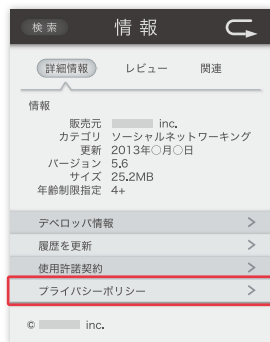 検索 情報
詳細情報 レビュー 関連
情報
販売元 inc.
カテゴリ ソーシャルネットワーキング
更新 2013年○月○日
バージョン 5.6
サイズ 25.2MB
年齢制限指定 4+
デベロッパ情報 >
履歴を更新 >
使用許諾契約 >
プライバシーポリシー >
© inc.